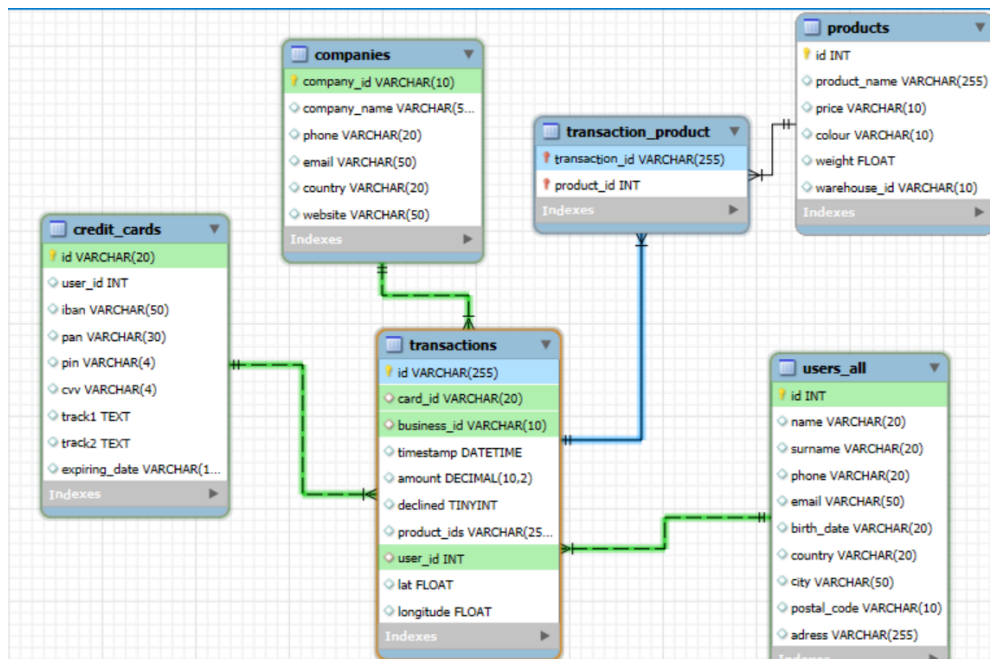 companies
company_id VARCHAR(10)
company_name VARCHAR(5...
phone VARCHAR(20)
email VARCHAR(50)
country VARCHAR(20)
website VARCHAR(50)
Indexes
products
id INT
product_name VARCHAR(255)
price VARCHAR(10)
colour VARCHAR(10)
weight FLOAT
warehouse_id VARCHAR(10)
Indexes
transaction_product
transaction_id VARCHAR(255)
product_id INT
Indexes
credit_cards
id VARCHAR(20)
user_id INT
iban VARCHAR(50)
pan VARCHAR(30)
pin VARCHAR(4)
cvv VARCHAR(4)
track1 TEXT
track2 TEXT
expiring_date VARCHAR(1...
Indexes
transactions
id VARCHAR(255)
card_id VARCHAR(20)
business_id VARCHAR(10)
timestamp DATETIME
amount DECIMAL(10,2)
declined TINYINT
product_ids VARCHAR(25...
user_id INT
lat FLOAT
longitude FLOAT
Indexes
users_all
id INT
name VARCHAR(20)
surname VARCHAR(20)
phone VARCHAR(20)
email VARCHAR(50)
birth_date VARCHAR(20)
country VARCHAR(20)
city VARCHAR(50)
postal_code VARCHAR(10)
adress VARCHAR(255)
Indexes